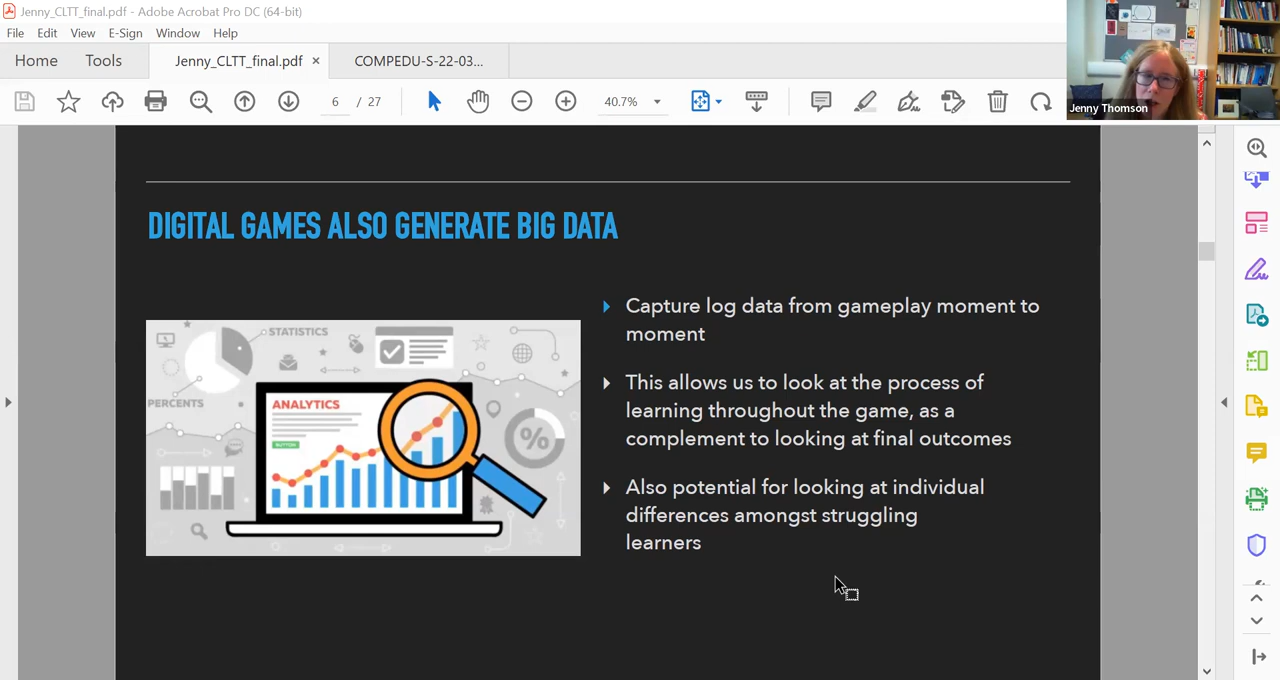 Jenny_CLTT_final.pdf - Adobe Acrobat Pro DC (64-bit)
File Edit View E-Sign Window Help
Home Tools Jenny_CLTT_final.pdf × COMPEDU-S-22-03...
6 / 27 40.7%
Jenny Thomson
DIGITAL GAMES ALSO GENERATE BIG DATA
Capture log data from gameplay moment to
moment
This allows us to look at the process of
learning throughout the game, as a
complement to looking at final outcomes
Also potential for looking at individual
differences amongst struggling
learners
STATISTICS
PERCENTS
ANALYTICS
BUTTON
%